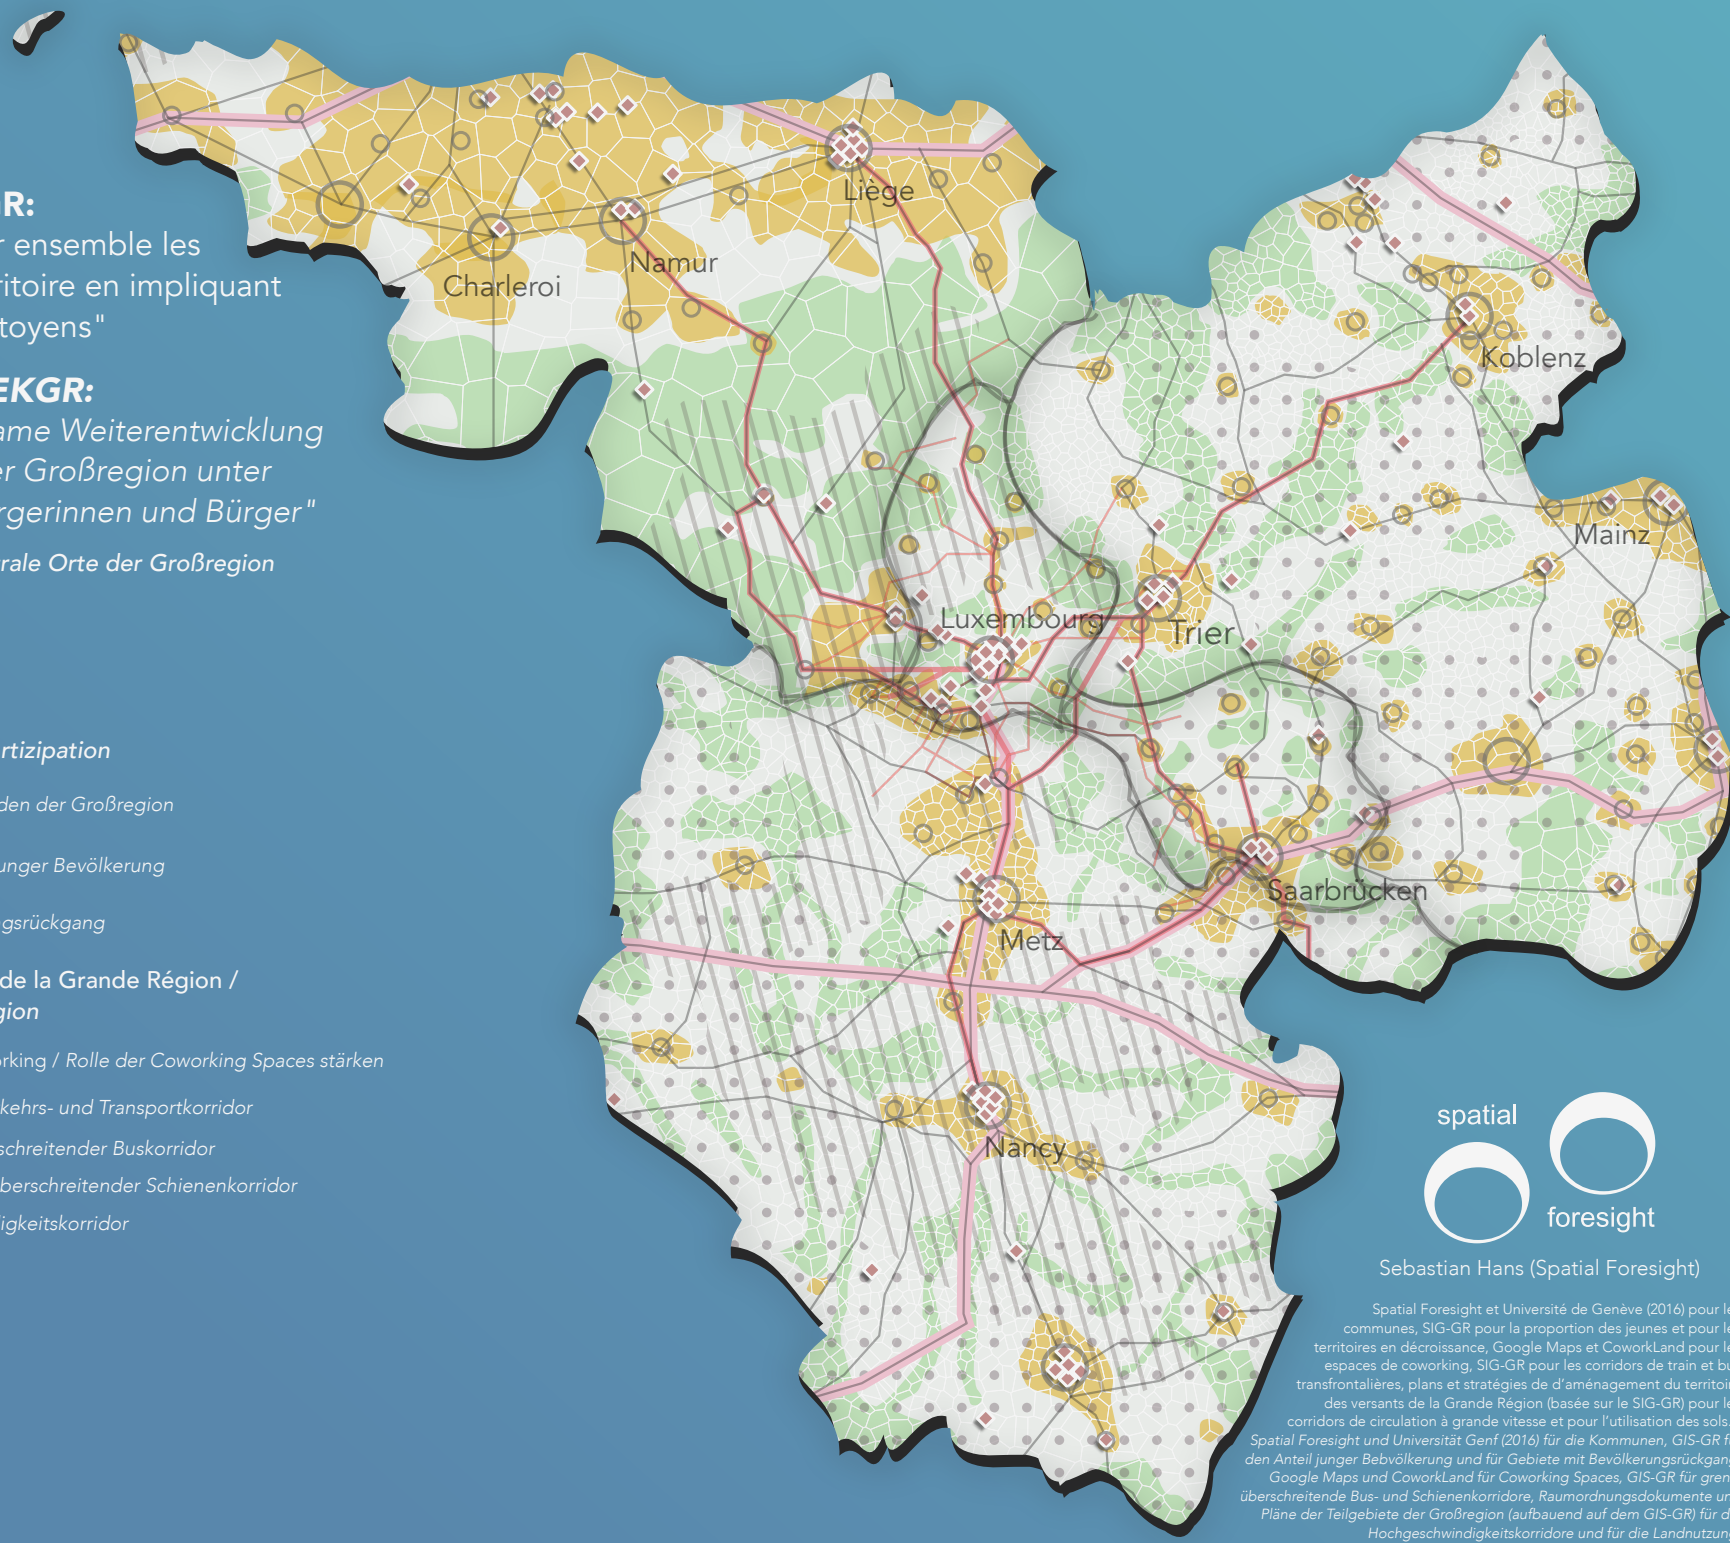 GR:
r ensemble les
ritoire en impliquant
toyens"
EKGR:
ame Weiterentwicklung
er Großregion unter
rgerinnen und Bürger"
rale Orte der Großregion
rtizipation
den der Großregion
unger Bevölkerung
gsrückgang
de la Grande Région /
gion
rking / Rolle der Coworking Spaces stärken
kehrs- und Transportkorridor
schreitender Buskorridor
berschreitender Schienenkorridor
igkeitskorridor
Liège
Namur
Charleroi
Koblenz
Mainz
Luxembourg
Trier
Saarbrücken
Metz
Nancy
spatial
foresight
Sebastian Hans (Spatial Foresight)
Spatial Foresight et Université de Genève (2016) pour le
communes, SIG-GR pour la proportion des jeunes et pour le
territoires en décroissance, Google Maps et CoworkLand pour le
espaces de coworking, SIG-GR pour les corridors de train et bu
transfrontalières, plans et stratégies de d'aménagement du territoir
des versants de la Grande Région (basée sur le SIG-GR) pour le
corridors de circulation à grande vitesse et pour l'utilisation des sols.
Spatial Foresight und Universität Genf (2016) für die Kommunen, GIS-GR f
den Anteil junger Bebvölkerung und für Gebiete mit Bevölkerungsrückgang
Google Maps und CoworkLand für Coworking Spaces, GIS-GR für gren
überschreitende Bus- und Schienenkorridore, Raumordnungsdokumente un
Pläne der Teilgebiete der Großregion (aufbauend auf dem GIS-GR) für d
Hochgeschwindigkeitskorridore und für die Landnutzung